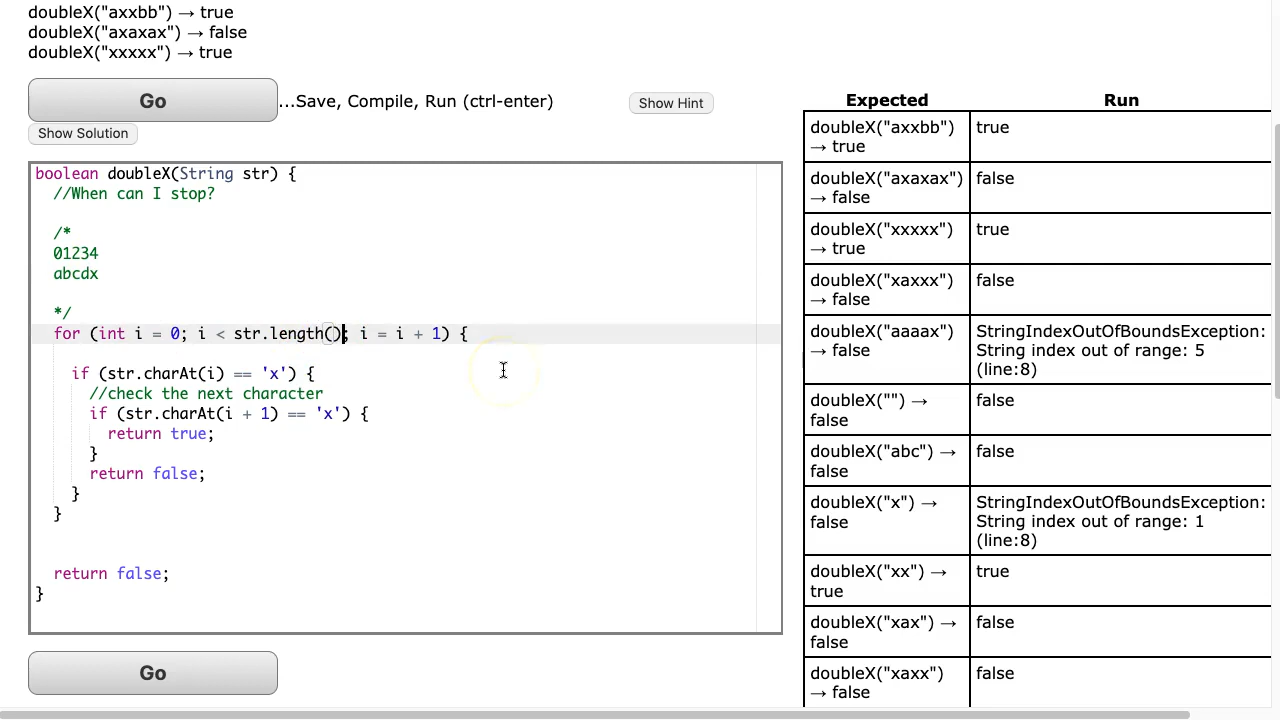 doubleX("axxbb") → true
doubleX("axaxax") → false
doubleX("xxxxx") → true
Go
...Save, Compile, Run (ctrl-enter)
Show Hint
Show Solution
boolean doubleX(String str) {
//When can I stop?
/*
01234
abcdx
*/
for (int i = 0; i < str.length(); i = i + 1) {
if (str.charAt(i) == 'x') {
//check the next character
if (str.charAt(i + 1) == 'x') {
return true;
}
return false;
}
}
return false;
}
Go
Expected
Run
doubleX("axxbb")
→ true
true
doubleX("axaxax")
→ false
false
doubleX("xxxxx")
→ true
true
doubleX("xaxxx")
→ false
false
doubleX("aaaax")
→ false
StringIndexOutOfBoundsException:
String index out of range: 5
(line:8)
doubleX("") →
false
false
doubleX("abc") →
false
false
doubleX("x") →
false
StringIndexOutOfBoundsException:
String index out of range: 1
(line:8)
doubleX("xx") →
true
true
doubleX("xax") →
false
false
doubleX("xaxx")
→ false
false